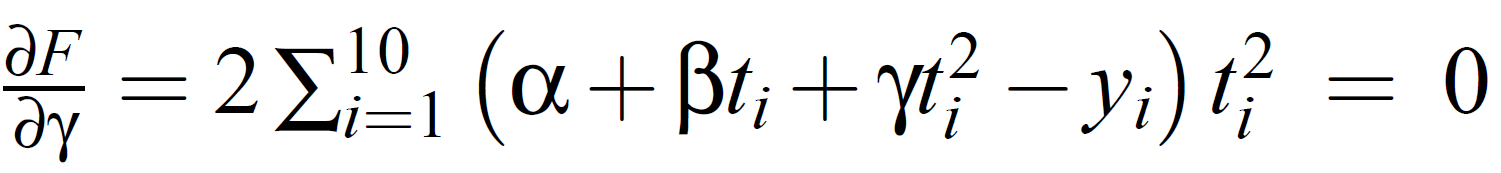 ∂F/∂γ = 2 ∑_{i=1}^{10} (α + βt_i + γt_i^2 − y_i) t_i^2 = 0